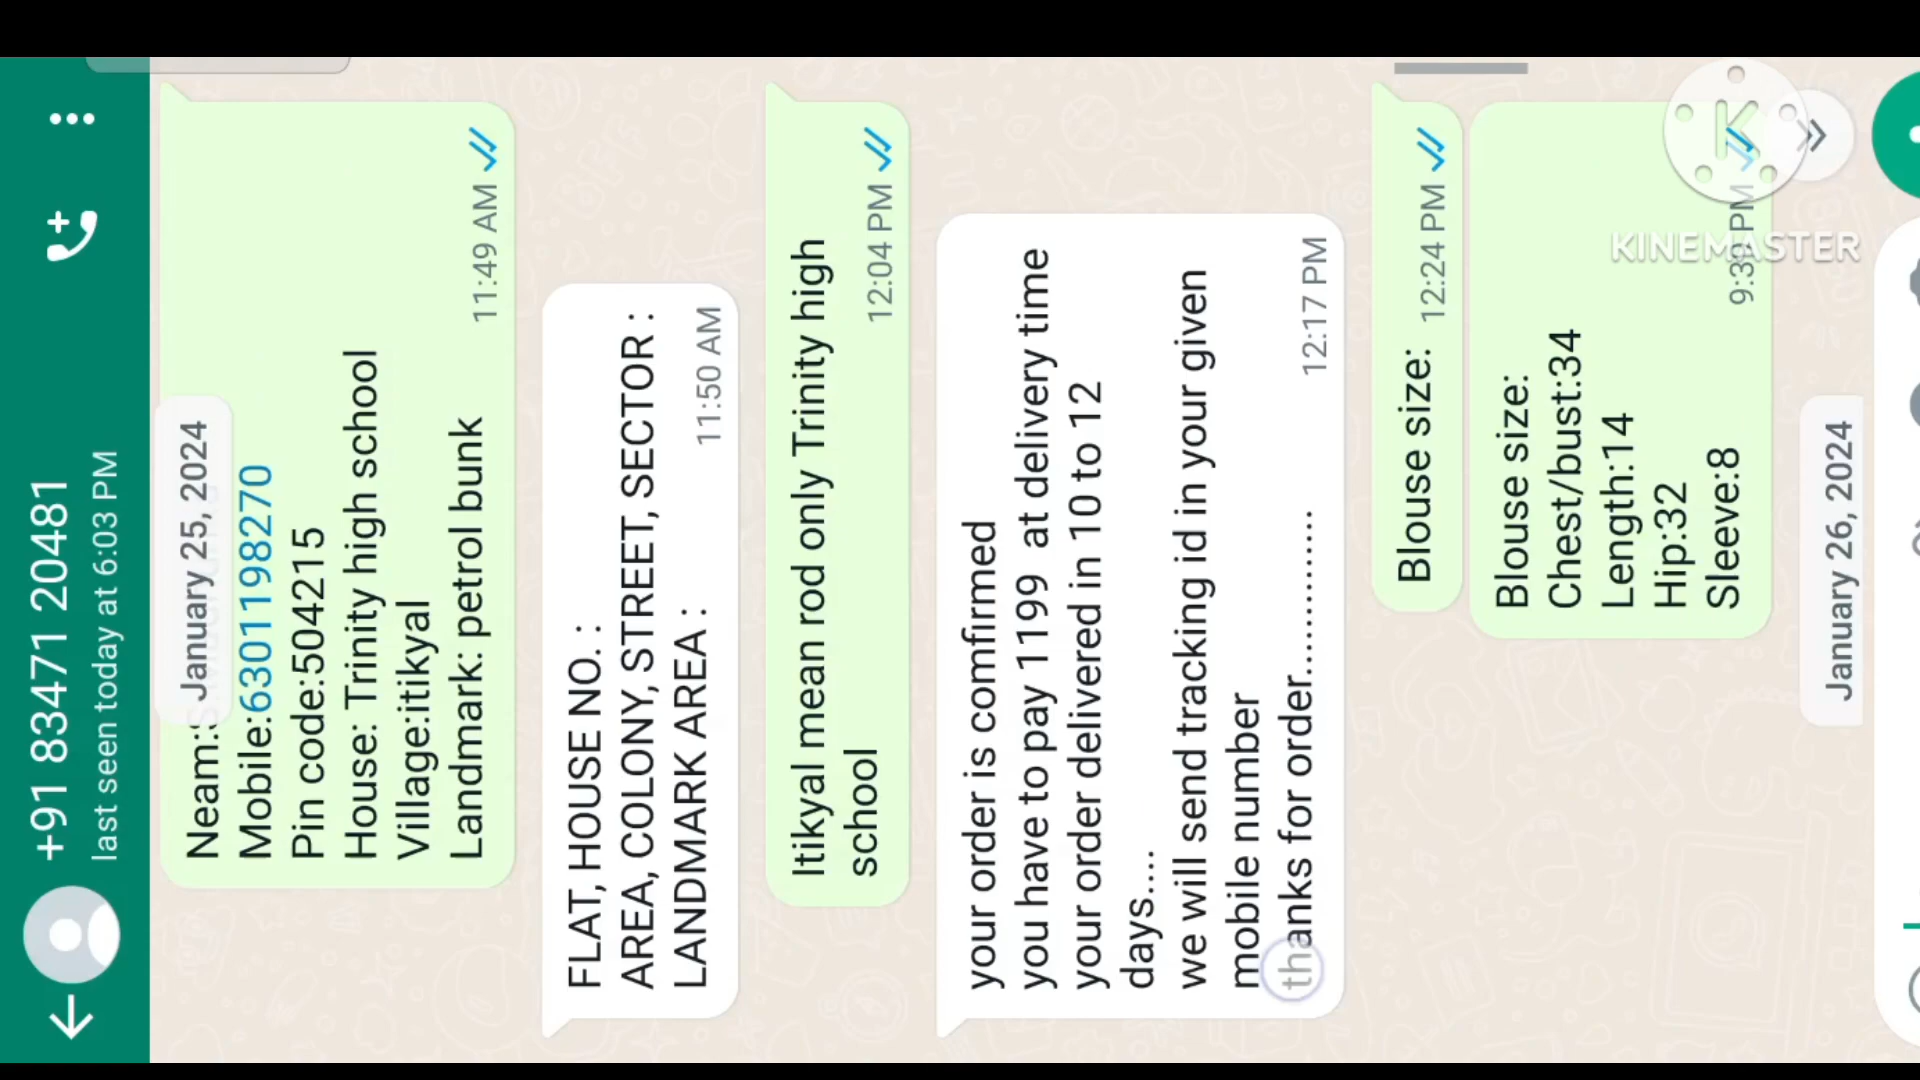 +91 83471 20481
last seen today at 6:03 PM
January 25, 2024
Neam:
Mobile:6301198270
Pin code:504215
House: Trinity high school
Village:itikyal
Landmark: petrol bunk
11:49 AM
FLAT, HOUSE NO. :
AREA, COLONY, STREET, SECTOR :
LANDMARK AREA :
11:50 AM
Itikyal mean rod only Trinity high
school
12:04 PM
your order is comfirmed
you have to pay 1199 at delivery time
your order delivered in 10 to 12
days....
we will send tracking id in your given
mobile number
thanks for order................
12:17 PM
Blouse size:
12:24 PM
Blouse size:
Chest/bust:34
Length:14
Hip:32
Sleeve:8
9:39 PM
January 26, 2024
K
KINEMASTER